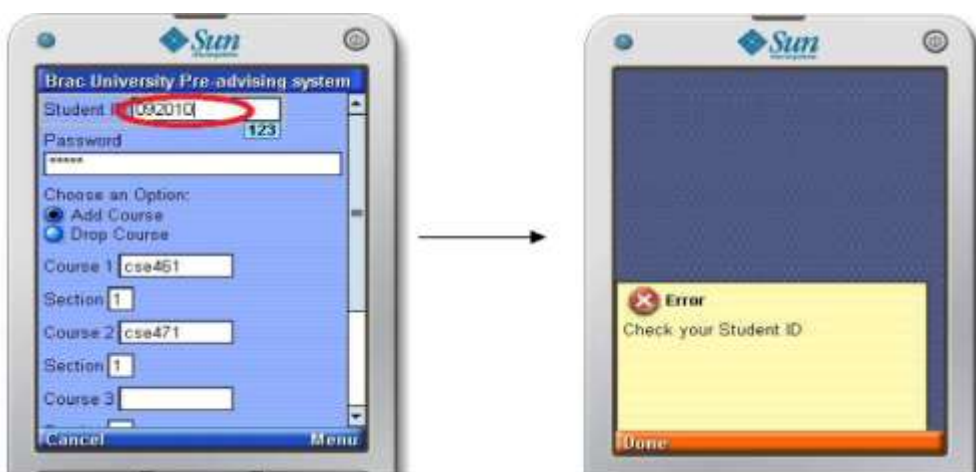 Sun
Brac University Pre-advising system
Student ID 092010
123
Password
*****
Choose an Option:
Add Course
Drop Course
Course 1 cse461
Section 1
Course 2 cse471
Section 1
Course 3
Cancel Menu
Sun
Error
Check your Student ID
Done